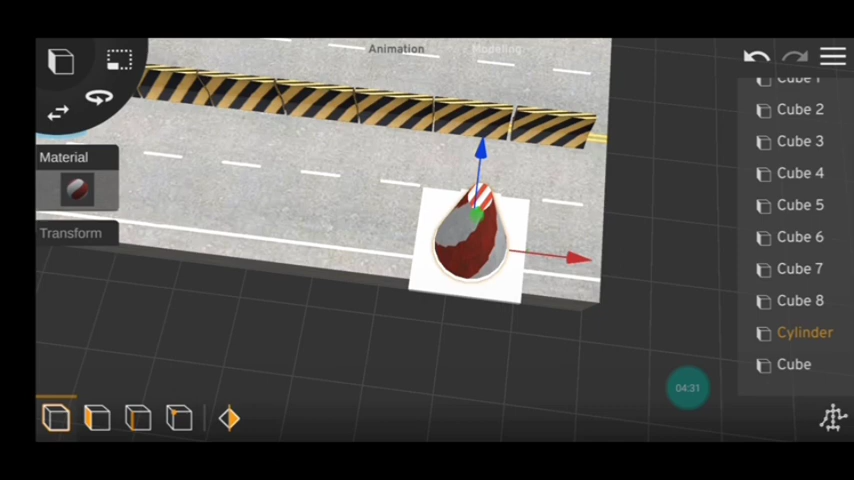 Animation
Modeling
Cube 1
Cube 2
Material
Cube 3
Cube 4
Cube 5
Transform
Cube 6
Cube 7
Cube 8
Cylinder
Cube
04:31